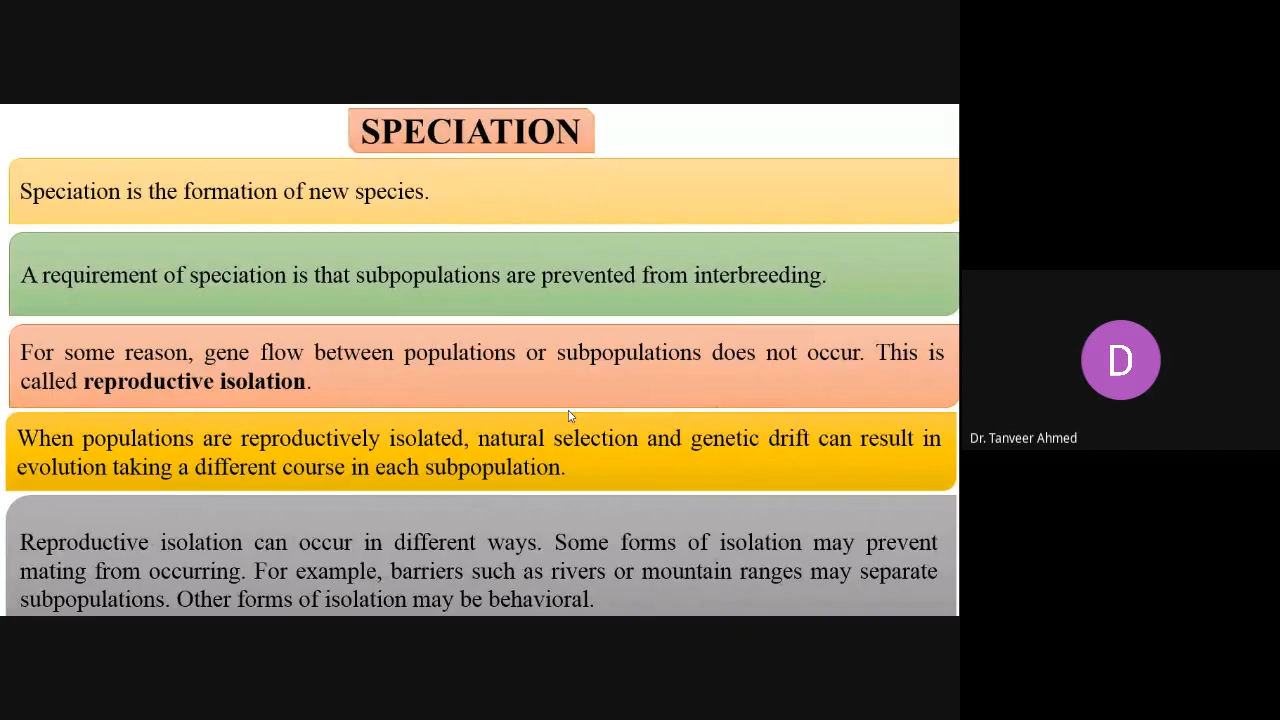 SPECIATION
Speciation is the formation of new species.
A requirement of speciation is that subpopulations are prevented from interbreeding.
For some reason, gene flow between populations or subpopulations does not occur. This is
called reproductive isolation.
When populations are reproductively isolated, natural selection and genetic drift can result in
evolution taking a different course in each subpopulation.
Reproductive isolation can occur in different ways. Some forms of isolation may prevent
mating from occurring. For example, barriers such as rivers or mountain ranges may separate
subpopulations. Other forms of isolation may be behavioral.
D
Dr. Tanveer Ahmed